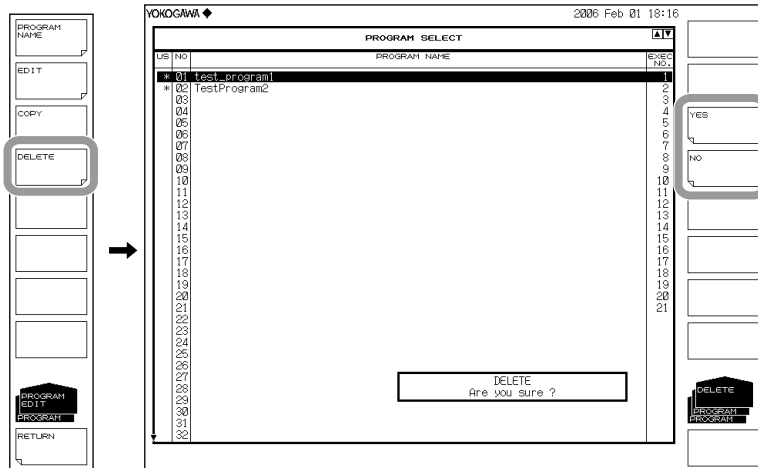 PROGRAM
NAME
EDIT
COPY
DELETE
PROGRAM
EDIT
PROGRAM
RETURN
YOKOGAWA ◆ 2006 Feb 01 18:16
PROGRAM SELECT
US NO PROGRAM NAME EXEC
NO.
* 01 test_program1 1
* 02 TestProgram2 2
03 3
04 4
05 5
06 6
07 7
08 8
09 9
10 10
11 11
12 12
13 13
14 14
15 15
16 16
17 17
18 18
19 19
20 20
21 21
22
23
24
25
26
27
28
29
30
31
32
DELETE
Are you sure ?
YES
NO
DELETE
PROGRAM
PROGRAM